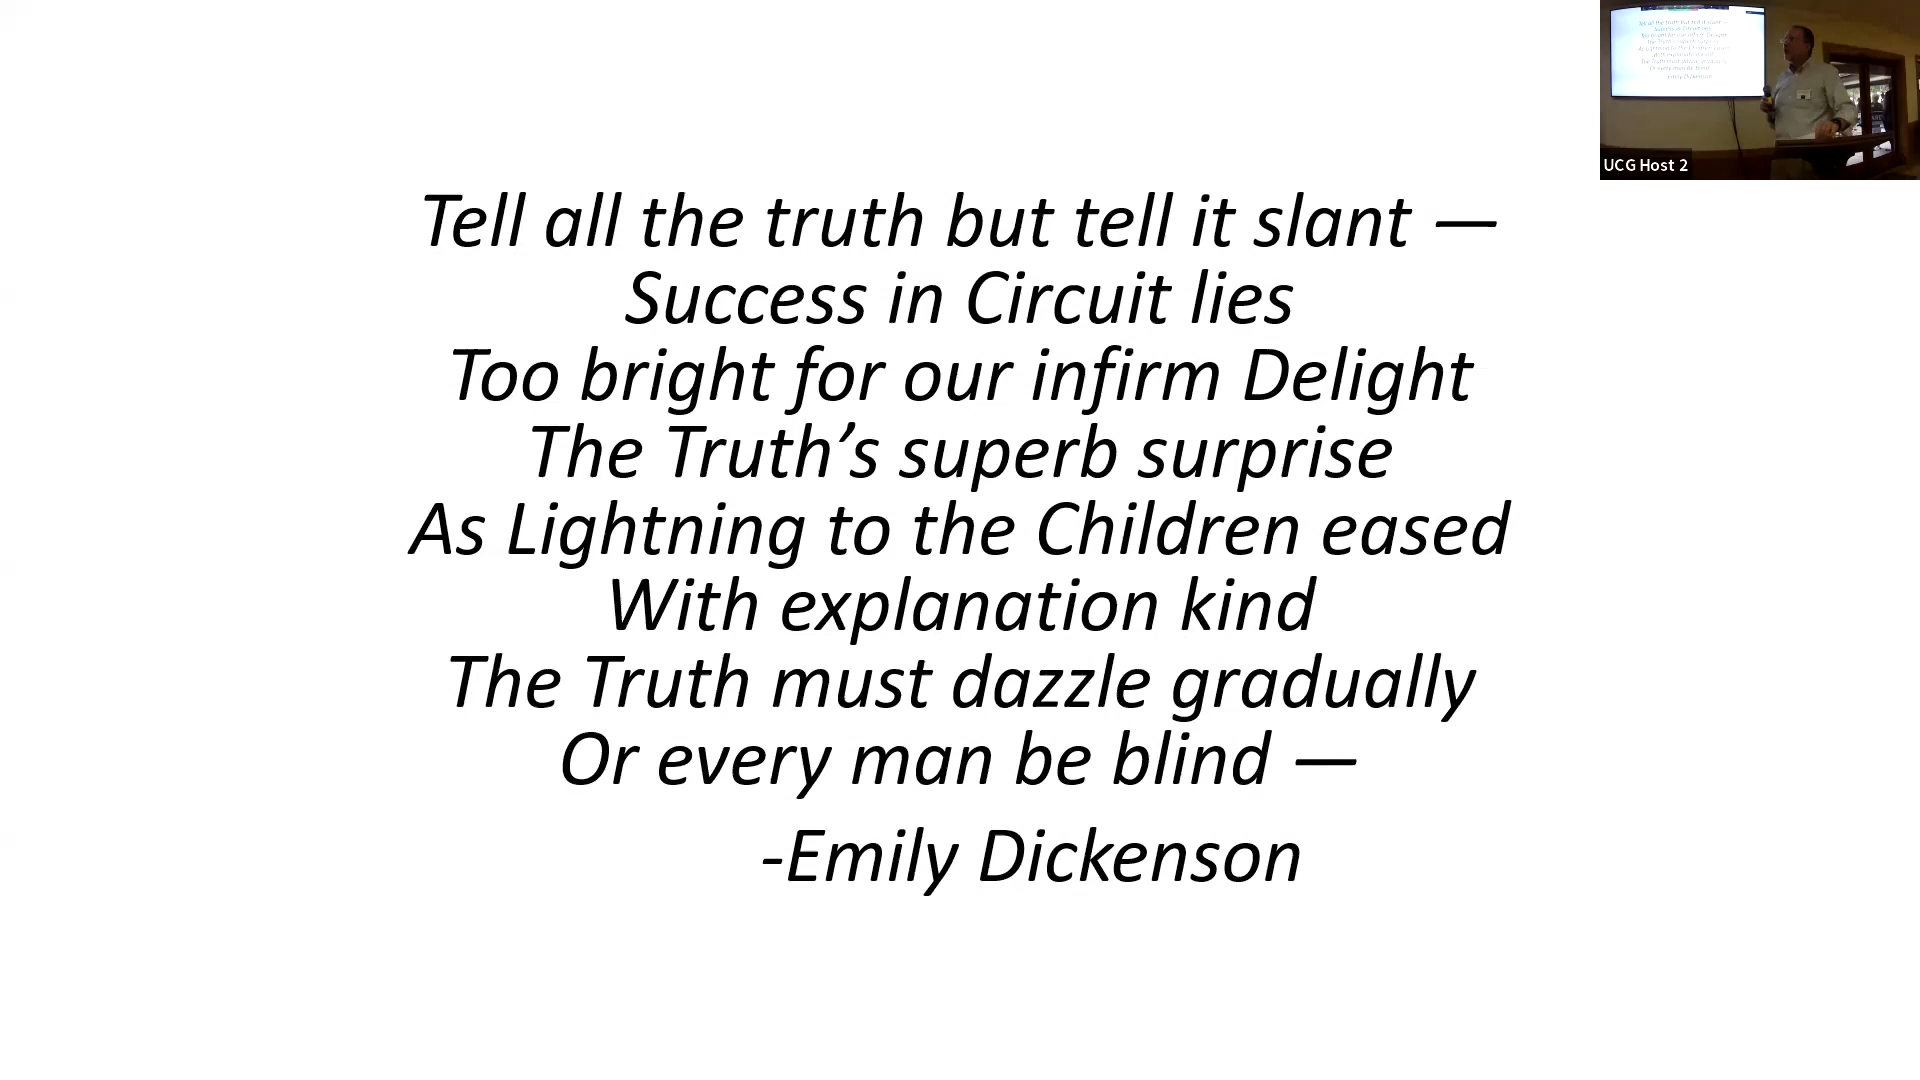 Tell all the truth but tell it slant —
Success in Circuit lies
Too bright for our infirm Delight
The Truth’s superb surprise
As Lightning to the Children eased
With explanation kind
The Truth must dazzle gradually
Or every man be blind —
-Emily Dickenson
UCG Host 2